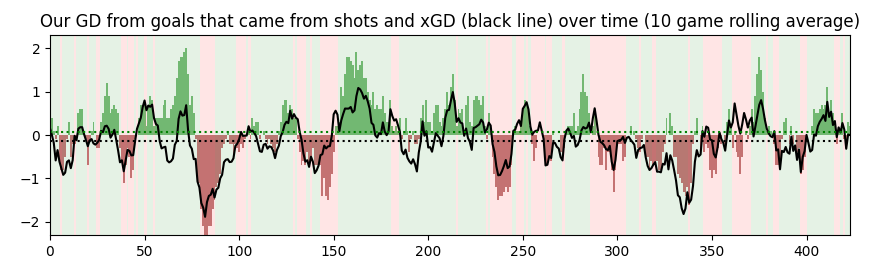 Our GD from goals that came from shots and xGD (black line) over time (10 game rolling average)
2
1
0
−1
−2
0 50 100 150 200 250 300 350 400